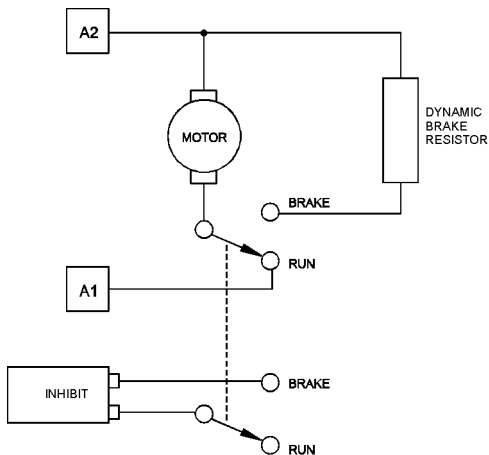 A2
MOTOR
DYNAMIC
BRAKE
RESISTOR
BRAKE
RUN
A1
INHIBIT
BRAKE
RUN